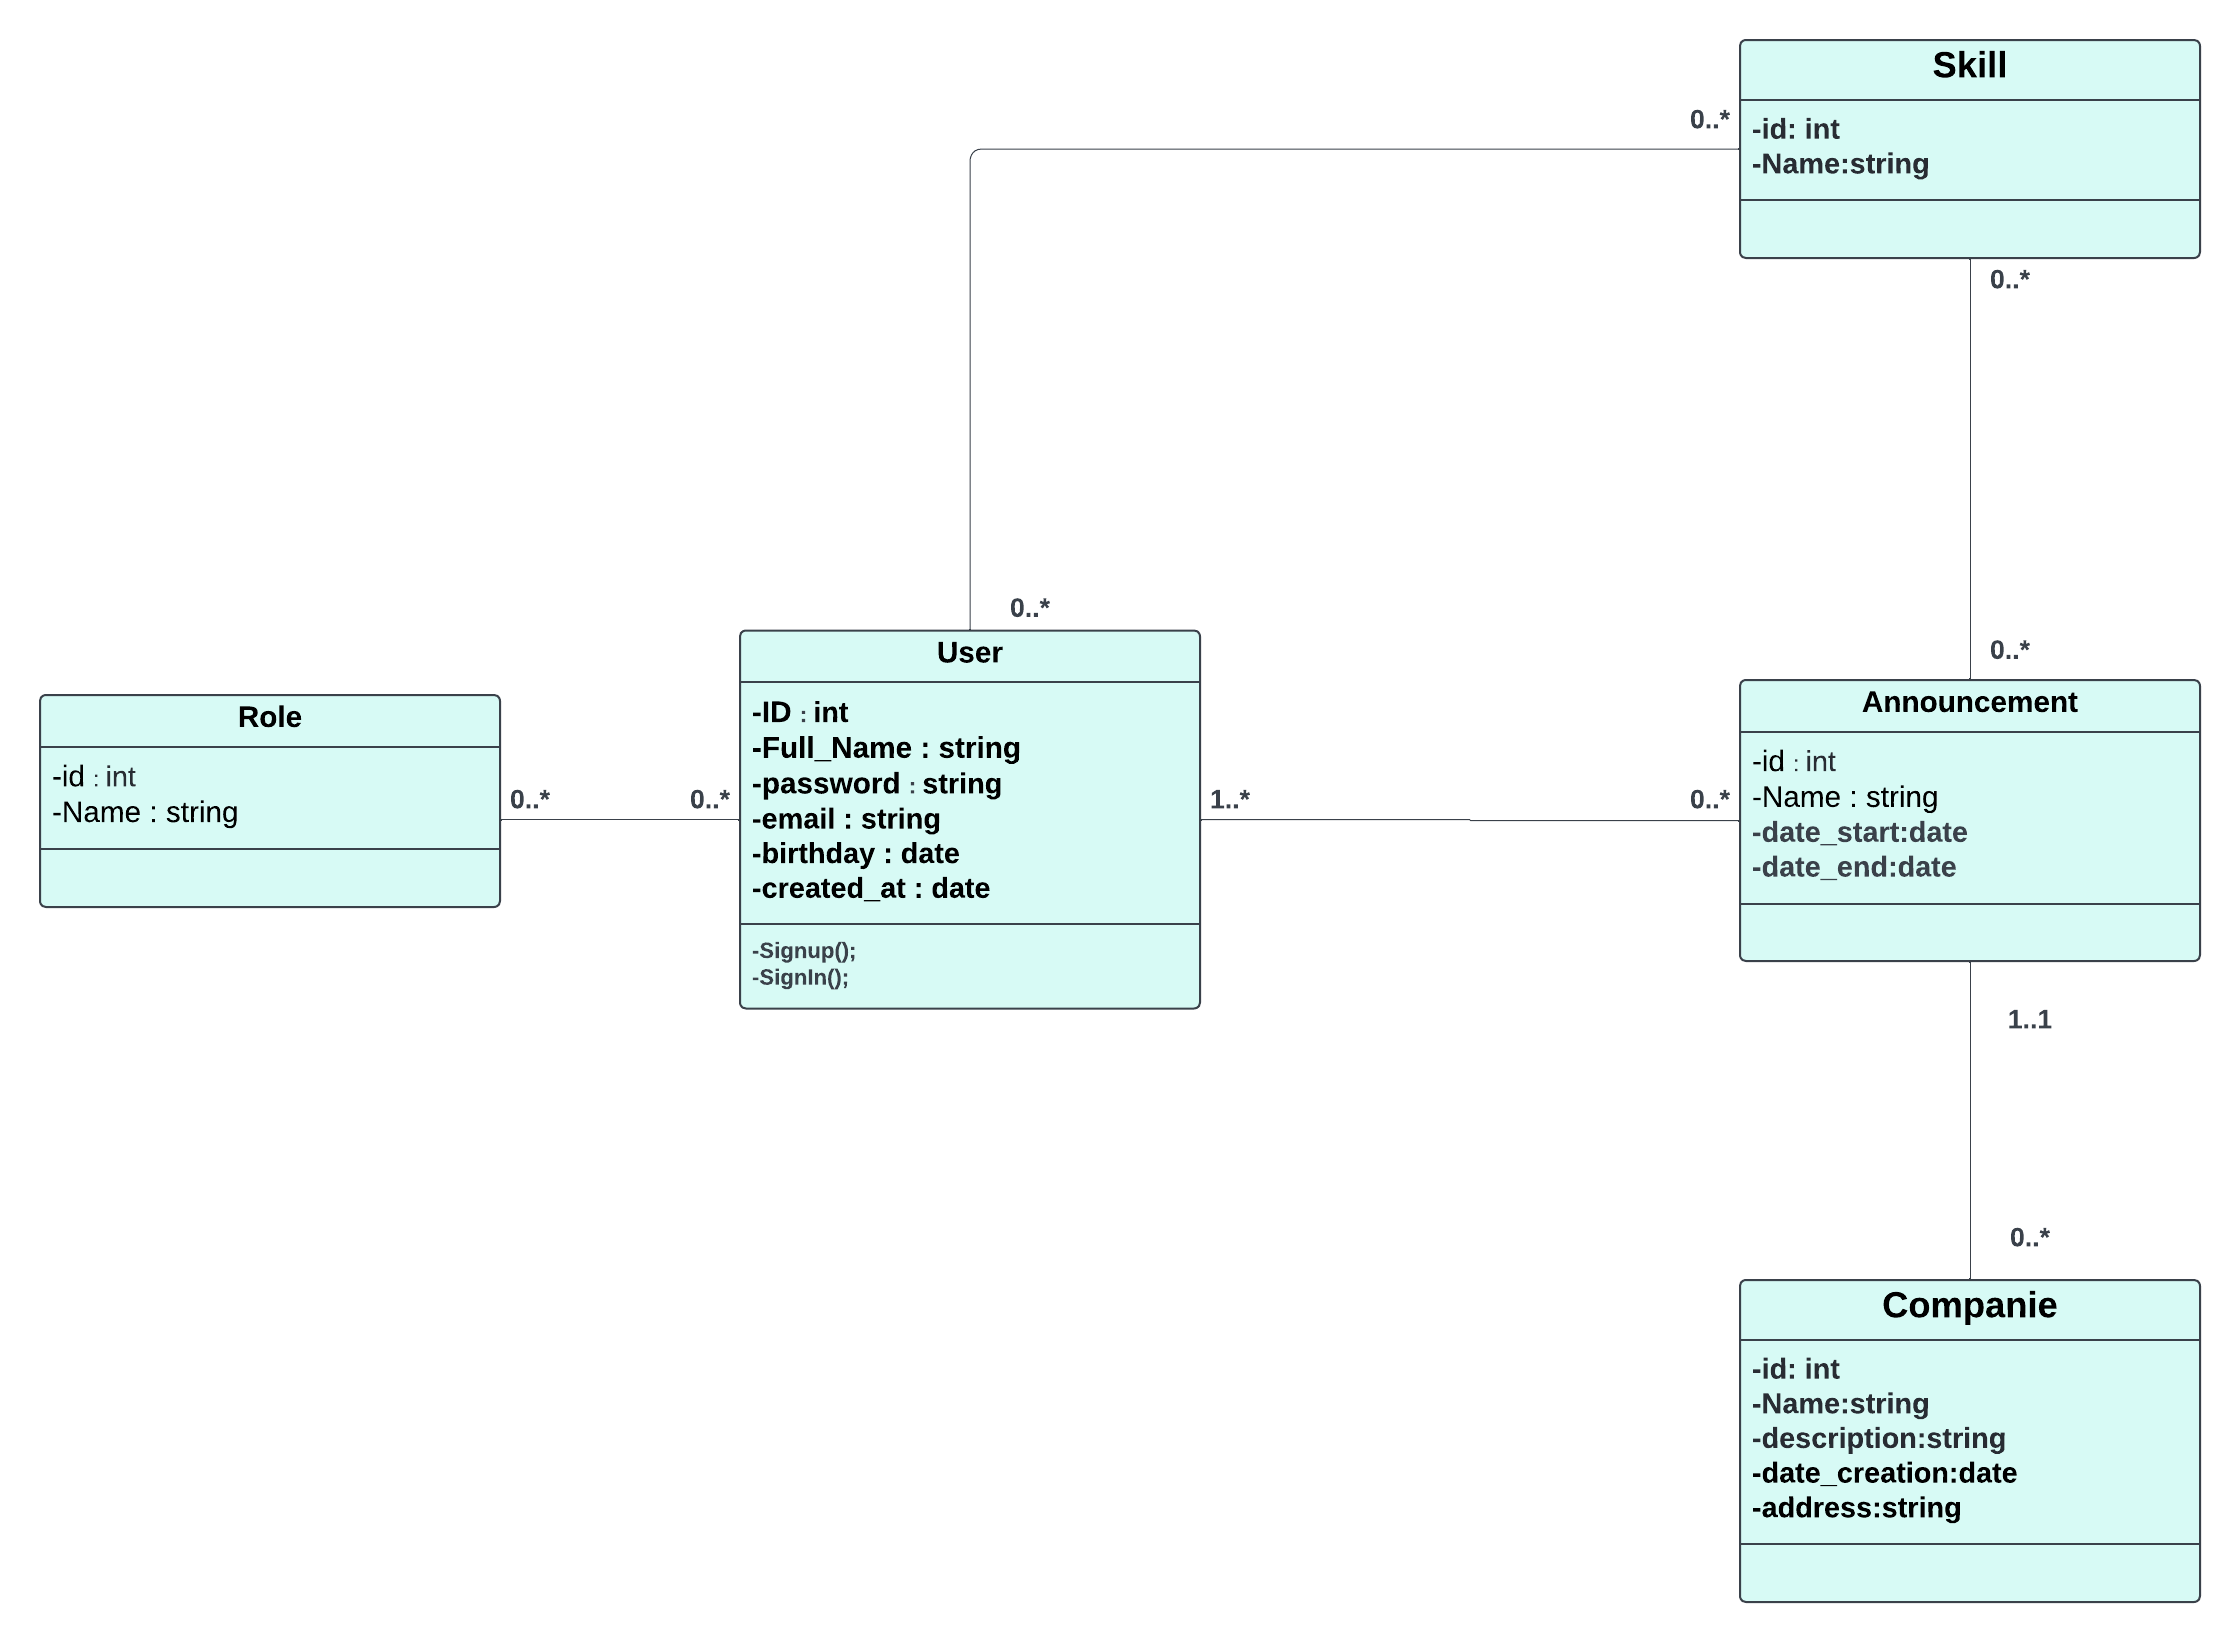 Skill
-id: int
-Name:string
0..*
0..*
0..*
0..*
User
-ID : int
-Full_Name : string
-password : string
-email : string
-birthday : date
-created_at : date
-Signup();
-SignIn();
Role
-id : int
-Name : string
0..*
0..*
1..*
0..*
Announcement
-id : int
-Name : string
-date_start:date
-date_end:date
1..1
0..*
Companie
-id: int
-Name:string
-description:string
-date_creation:date
-address:string